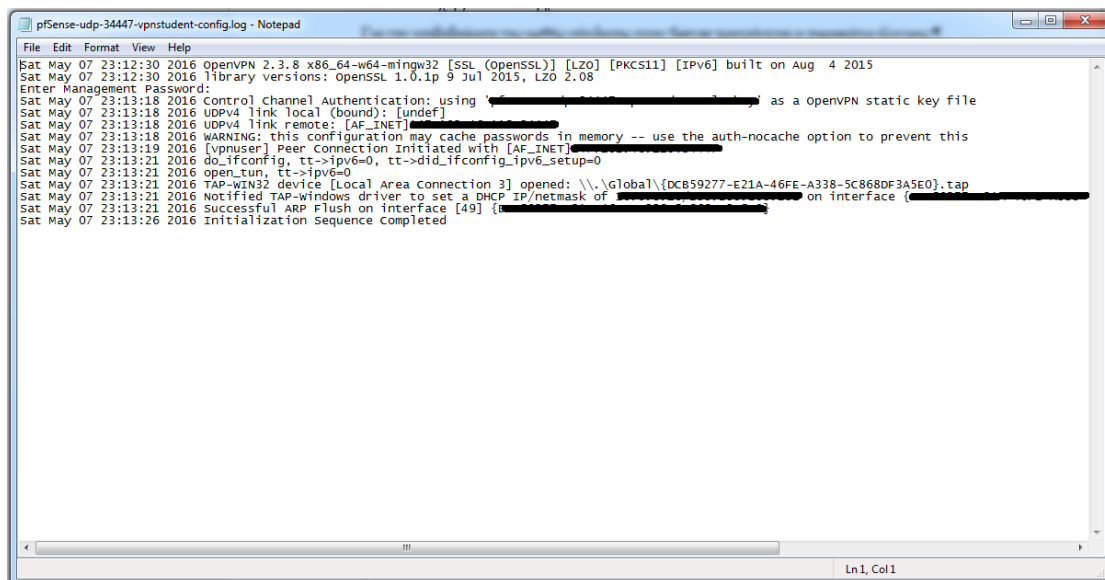 pfSense-udp-34447-vpnstudent-config.log - Notepad
File Edit Format View Help
Sat May 07 23:12:30 2016 OpenVPN 2.3.8 x86_64-w64-mingw32 [SSL (OpenSSL)] [LZO] [PKCS11] [IPv6] built on Aug  4 2015
Sat May 07 23:12:30 2016 library versions: OpenSSL 1.0.1p 9 Jul 2015, LZO 2.08
Enter Management Password:
Sat May 07 23:13:18 2016 Control Channel Authentication: using ' ' as a OpenVPN static key file
Sat May 07 23:13:18 2016 UDPv4 link local (bound): [undef]
Sat May 07 23:13:18 2016 UDPv4 link remote: [AF_INET]
Sat May 07 23:13:18 2016 WARNING: this configuration may cache passwords in memory -- use the auth-nocache option to prevent this
Sat May 07 23:13:19 2016 [vpnuser] Peer Connection Initiated with [AF_INET]
Sat May 07 23:13:21 2016 do_ifconfig, tt->ipv6=0, tt->did_ifconfig_ipv6_setup=0
Sat May 07 23:13:21 2016 open_tun, tt->ipv6=0
Sat May 07 23:13:21 2016 TAP-WIN32 device [Local Area Connection 3] opened: \\.\Global\{DCB59277-E21A-46FE-A338-5C868DF3A5E0}.tap
Sat May 07 23:13:21 2016 Notified TAP-Windows driver to set a DHCP IP/netmask of on interface {
Sat May 07 23:13:21 2016 Successful ARP Flush on interface [49] {
Sat May 07 23:13:26 2016 Initialization Sequence Completed
Ln 1, Col 1